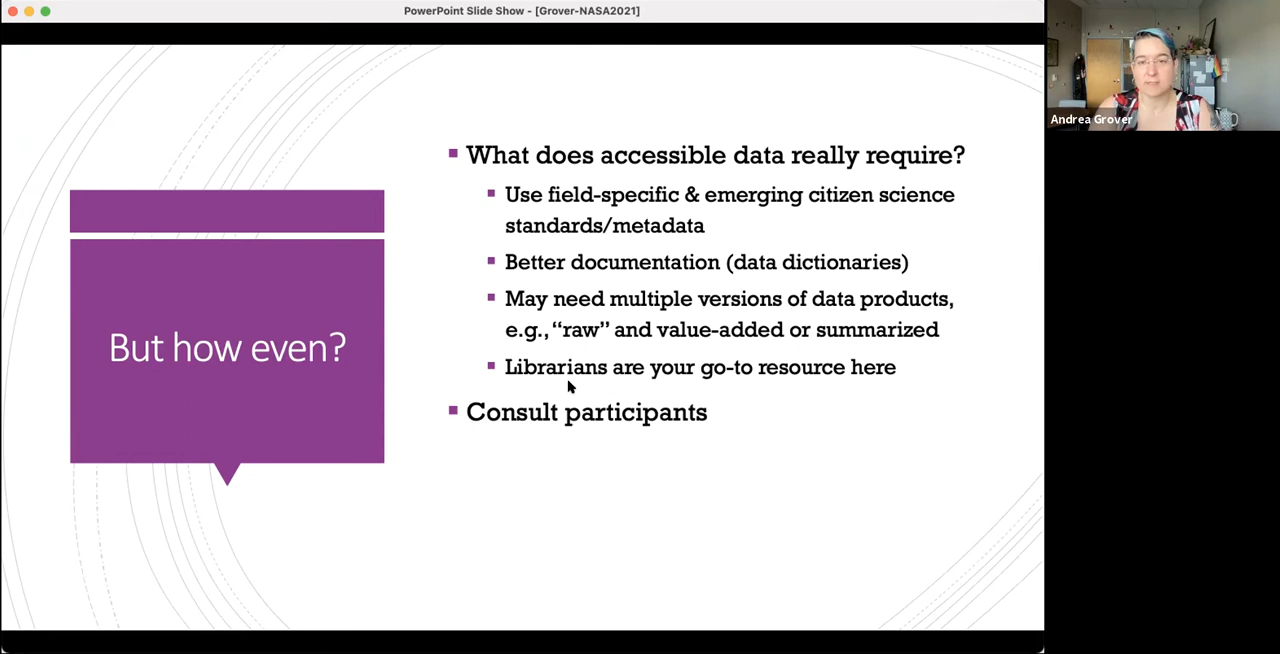 PowerPoint Slide Show - [Grover-NASA2021]
Andrea Grover
But how even?
What does accessible data really require?
Use field-specific & emerging citizen science
standards/metadata
Better documentation (data dictionaries)
May need multiple versions of data products,
e.g., “raw” and value-added or summarized
Librarians are your go-to resource here
Consult participants